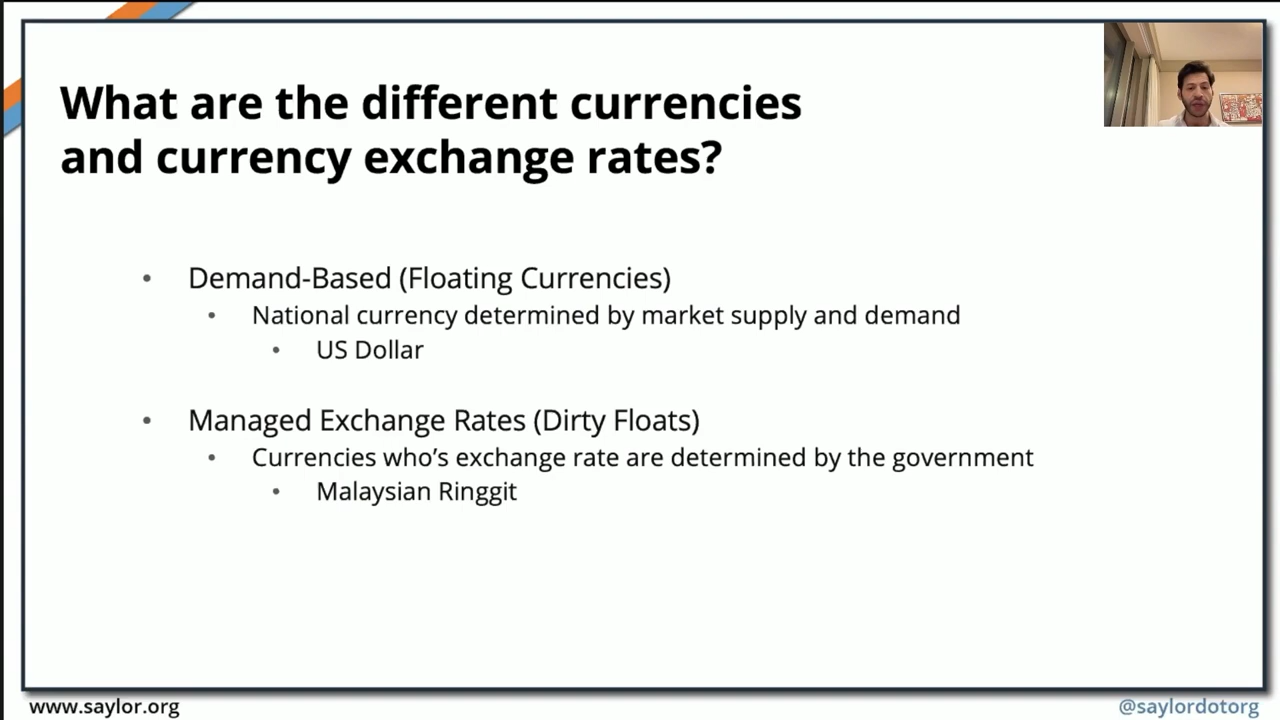 What are the different currencies
and currency exchange rates?
• Demand-Based (Floating Currencies)
• National currency determined by market supply and demand
• US Dollar
• Managed Exchange Rates (Dirty Floats)
• Currencies who's exchange rate are determined by the government
• Malaysian Ringgit
www.saylor.org
@saylordotorg